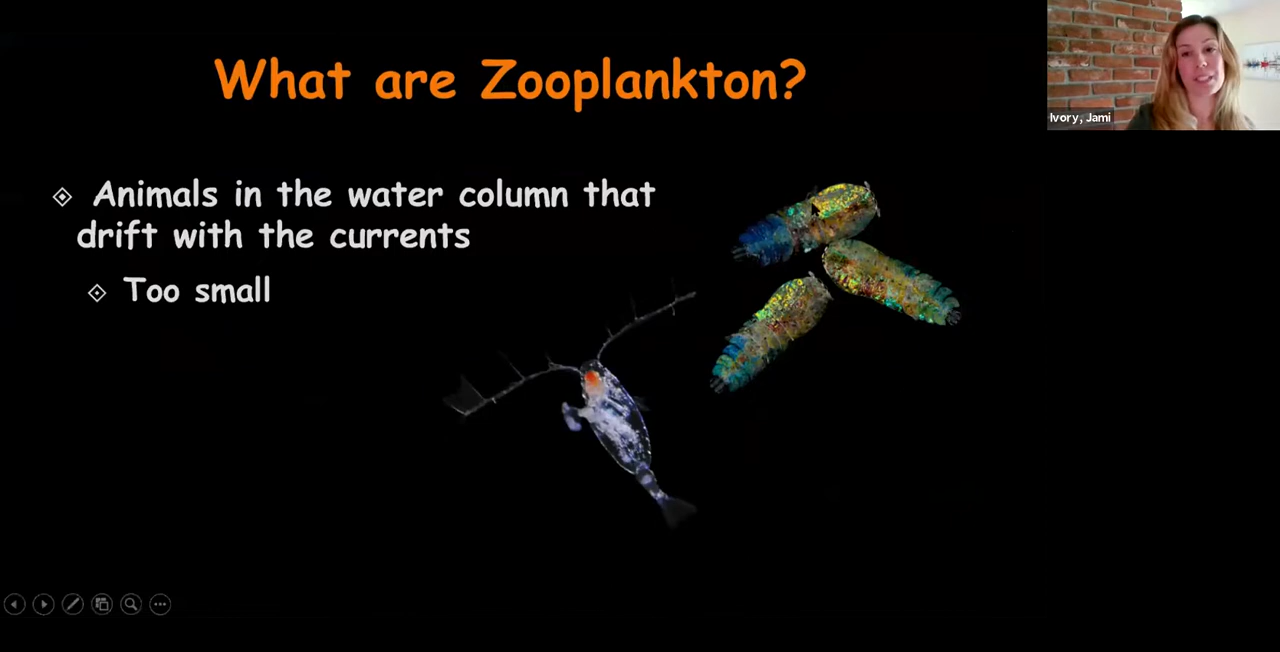 What are Zooplankton?
Ivory, Jami
Animals in the water column that
drift with the currents
Too small